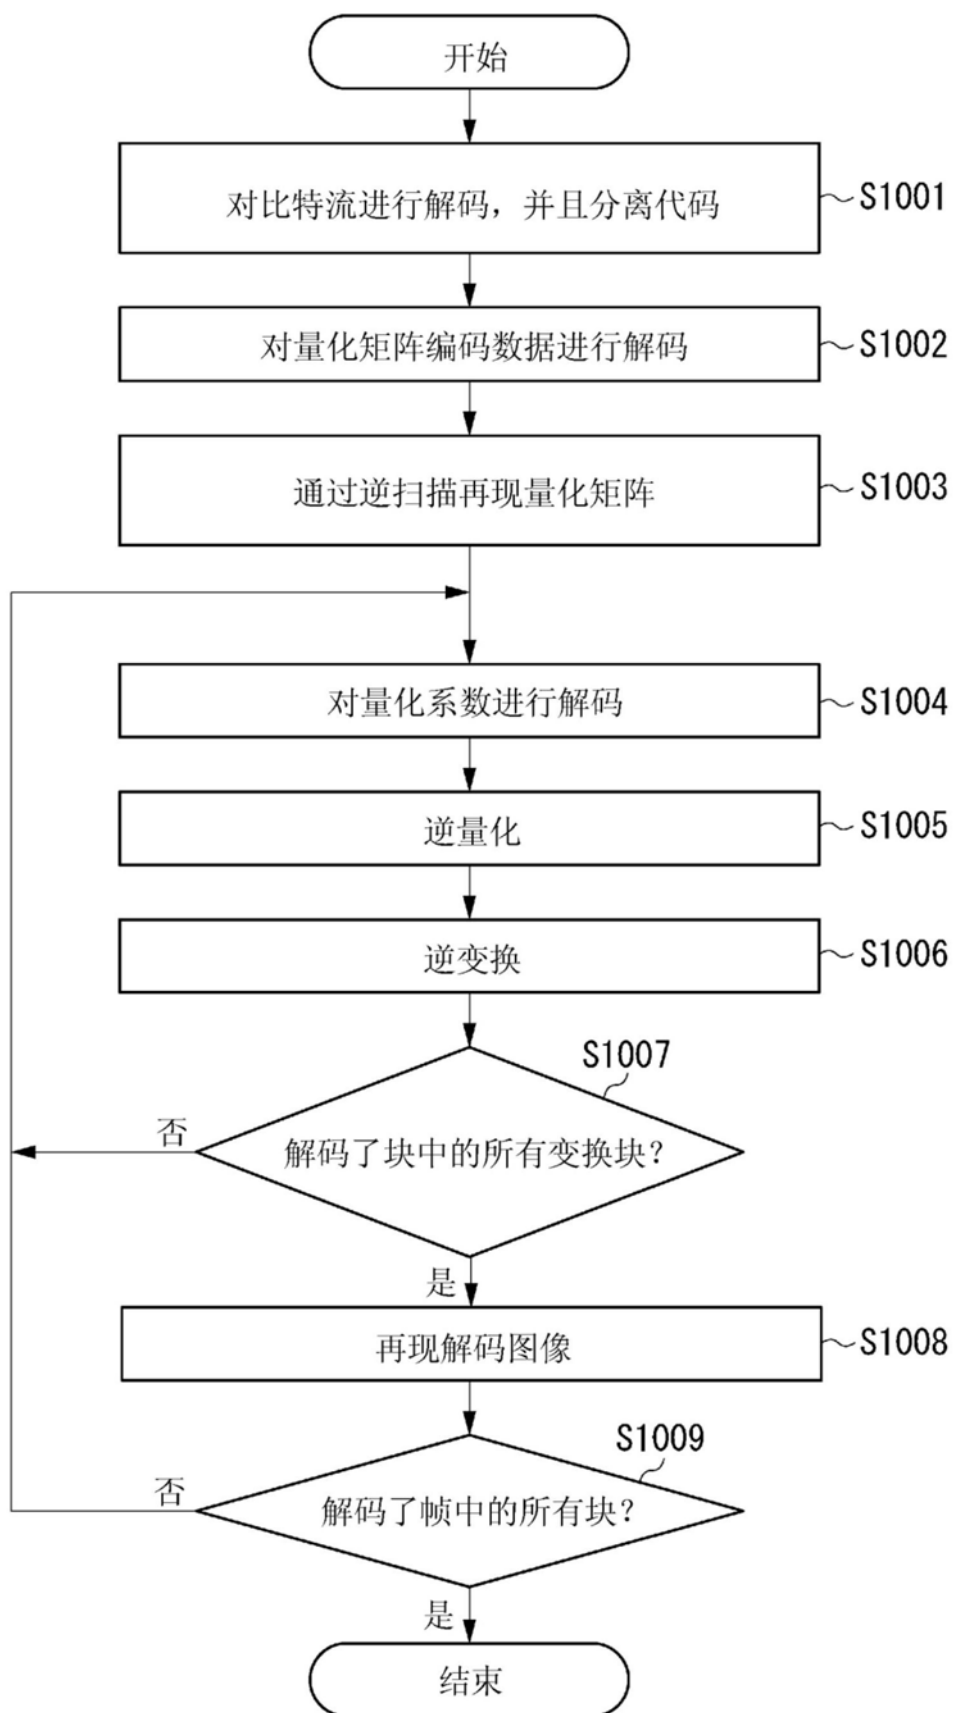 开始
对比特流进行解码，并且分离代码
S1001
对量化矩阵编码数据进行解码
S1002
通过逆扫描再现量化矩阵
S1003
对量化系数进行解码
S1004
逆量化
S1005
逆变换
S1006
S1007
否
解码了块中的所有变换块？
是
再现解码图像
S1008
S1009
否
解码了帧中的所有块？
是
结束